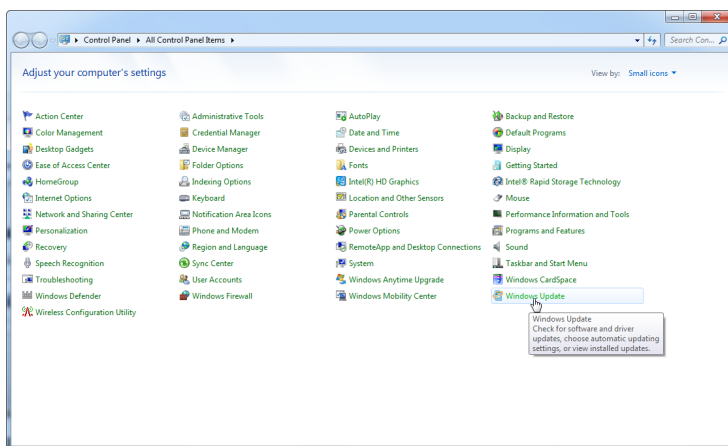 Control Panel ▸ All Control Panel Items ▸
Search Con...
Adjust your computer's settings
View by: Small icons
Action Center
Administrative Tools
AutoPlay
Backup and Restore
Color Management
Credential Manager
Date and Time
Default Programs
Desktop Gadgets
Device Manager
Devices and Printers
Display
Ease of Access Center
Folder Options
Fonts
Getting Started
HomeGroup
Indexing Options
Intel(R) HD Graphics
Intel® Rapid Storage Technology
Internet Options
Keyboard
Location and Other Sensors
Mouse
Network and Sharing Center
Notification Area Icons
Parental Controls
Performance Information and Tools
Personalization
Phone and Modem
Power Options
Programs and Features
Recovery
Region and Language
RemoteApp and Desktop Connections
Sound
Speech Recognition
Sync Center
System
Taskbar and Start Menu
Troubleshooting
User Accounts
Windows Anytime Upgrade
Windows CardSpace
Windows Defender
Windows Firewall
Windows Mobility Center
Windows Update
Wireless Configuration Utility
Windows Update
Check for software and driver
updates, choose automatic updating
settings, or view installed updates.